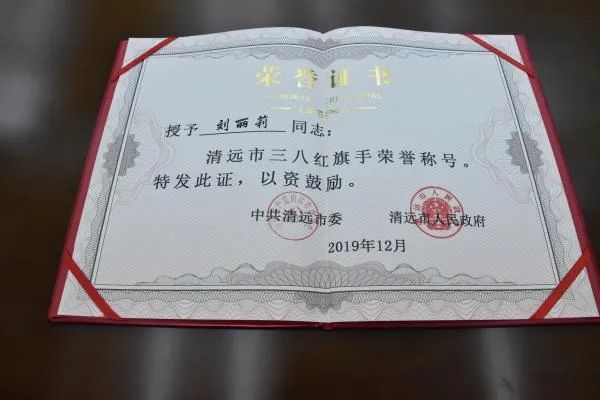 荣誉证书
授予 刘丽莉 同志：
清远市三八红旗手荣誉称号。
特发此证，以资鼓励。
中共清远市委 清远市人民政府
2019年12月